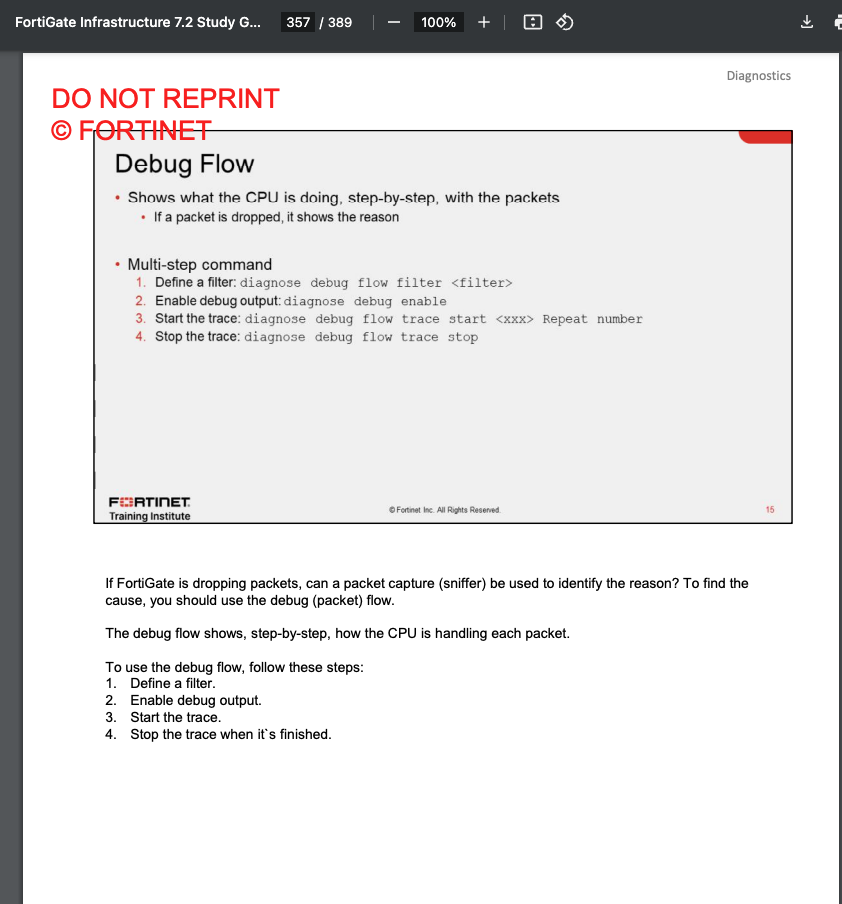 FortiGate Infrastructure 7.2 Study G...
357 / 389
100%
Diagnostics
DO NOT REPRINT
© FORTINET
Debug Flow
• Shows what the CPU is doing, step-by-step, with the packets
• If a packet is dropped, it shows the reason
• Multi-step command
1. Define a filter: diagnose debug flow filter <filter>
2. Enable debug output: diagnose debug enable
3. Start the trace: diagnose debug flow trace start <xxx> Repeat number
4. Stop the trace: diagnose debug flow trace stop
FORTINET
Training Institute
© Fortinet Inc. All Rights Reserved.
15
If FortiGate is dropping packets, can a packet capture (sniffer) be used to identify the reason? To find the
cause, you should use the debug (packet) flow.
The debug flow shows, step-by-step, how the CPU is handling each packet.
To use the debug flow, follow these steps:
1. Define a filter.
2. Enable debug output.
3. Start the trace.
4. Stop the trace when it`s finished.